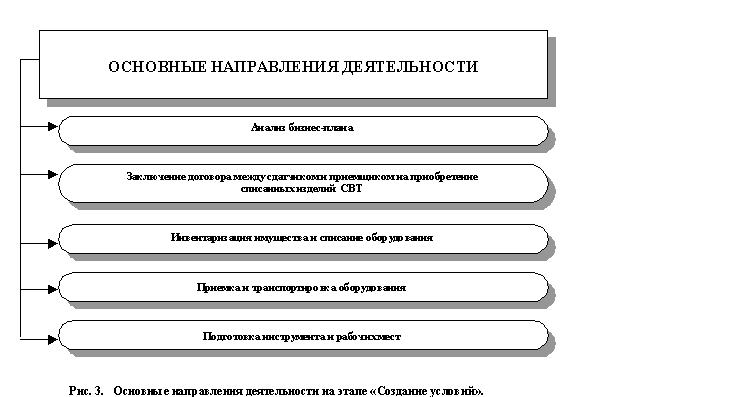 ОСНОВНЫЕ НАПРАВЛЕНИЯ ДЕЯТЕЛЬНОСТИ
Анализ бизнес-плана
Заключение договора между сдатчиком и приемщиком на приобретение
списанных изделий СВТ
Инвентаризация имущества и списание оборудования
Приемка и транспортировка оборудования
Подготовка инструмента и рабочих мест
Рис. 3. Основные направления деятельности на этапе «Создание условий».